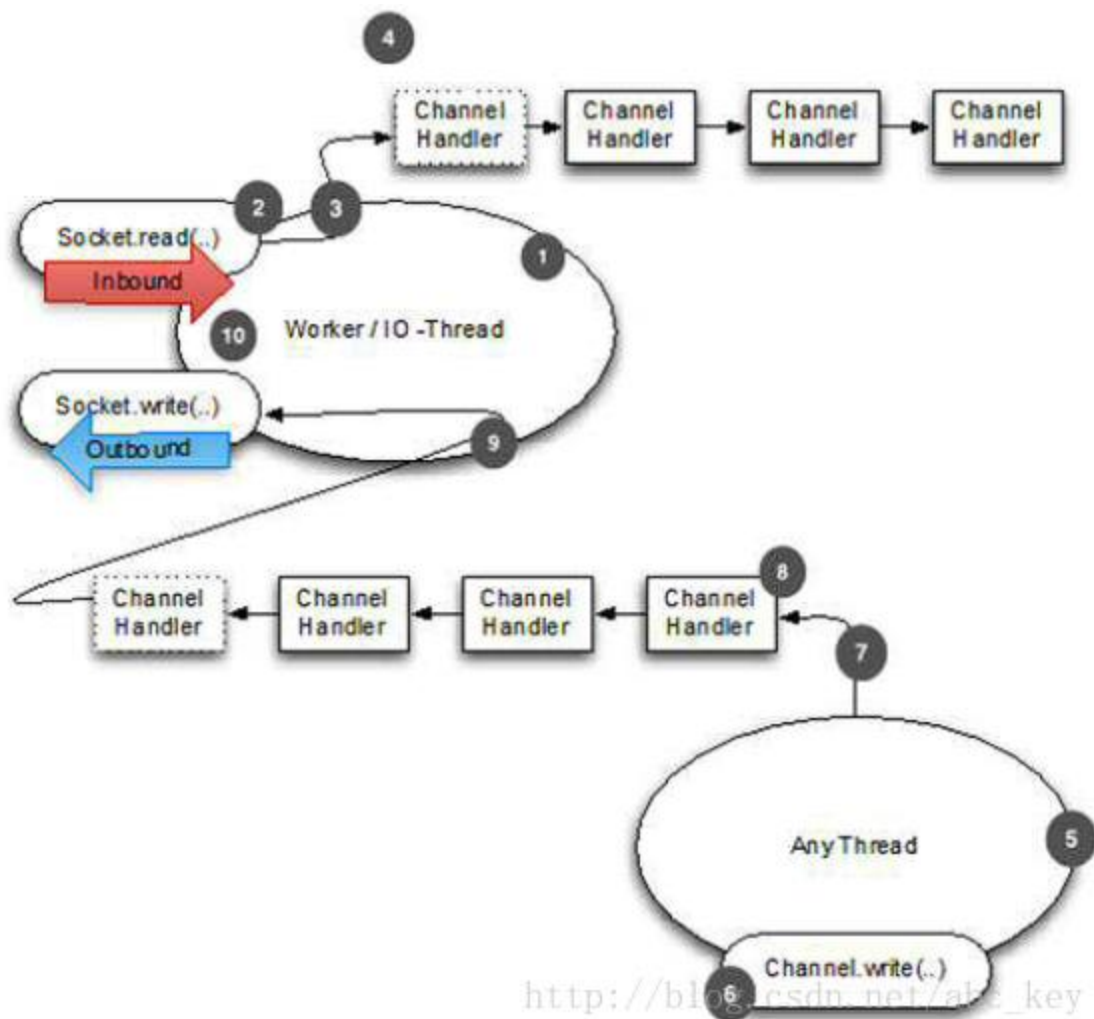 4
Channel
Handler
Channel
Handler
Channel
Handler
Channel
Handler
2
3
Socket.read(..)
1
Inbound
10
Worker / IO -Thread
Socket.write(..)
9
Outbound
8
Channel
Handler
Channel
Handler
Channel
Handler
Channel
Handler
7
5
Any Thread
Channel.write(..)
6